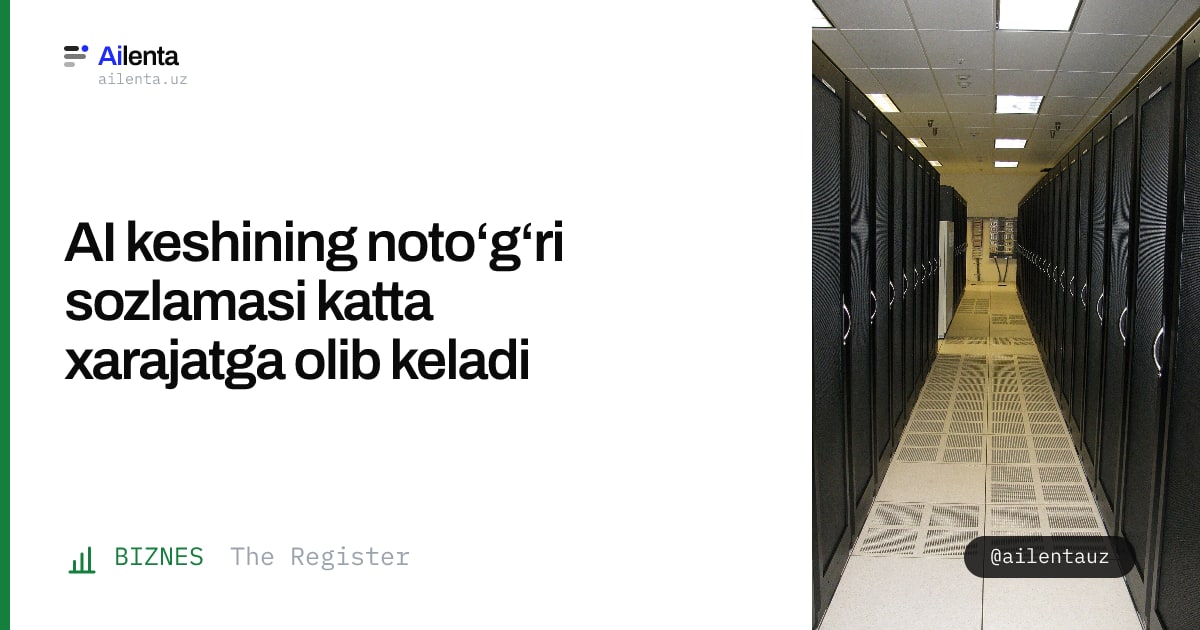 Ailenta
ailenta.uz
AI keshining noto‘g‘ri
sozlamasi katta
xarajatga olib keladi
BIZNES The Register
@ailentauz